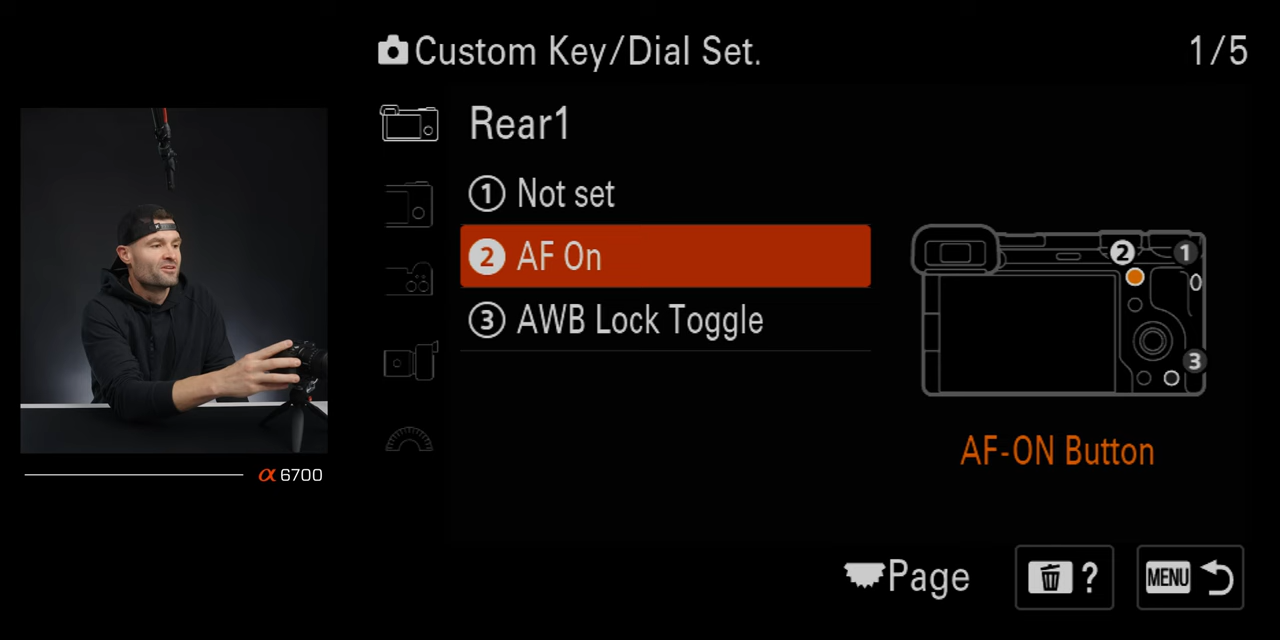 Custom Key/Dial Set. 1/5
Rear1
1 Not set
2 AF On
3 AWB Lock Toggle
2 1
3
AF-ON Button
α 6700
Page ? MENU